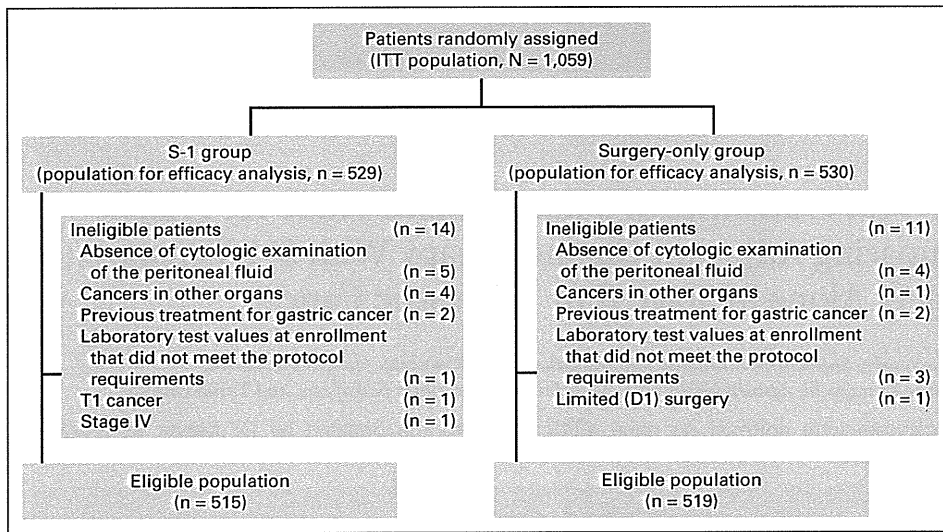 Patients randomly assigned
(ITT population, N = 1,059)
S-1 group
(population for efficacy analysis, n = 529)
Ineligible patients (n = 14)
Absence of cytologic examination
of the peritoneal fluid (n = 5)
Cancers in other organs (n = 4)
Previous treatment for gastric cancer (n = 2)
Laboratory test values at enrollment
that did not meet the protocol
requirements (n = 1)
T1 cancer (n = 1)
Stage IV (n = 1)
Eligible population
(n = 515)
Surgery-only group
(population for efficacy analysis, n = 530)
Ineligible patients (n = 11)
Absence of cytologic examination
of the peritoneal fluid (n = 4)
Cancers in other organs (n = 1)
Previous treatment for gastric cancer (n = 2)
Laboratory test values at enrollment
that did not meet the protocol
requirements (n = 3)
Limited (D1) surgery (n = 1)
Eligible population
(n = 519)